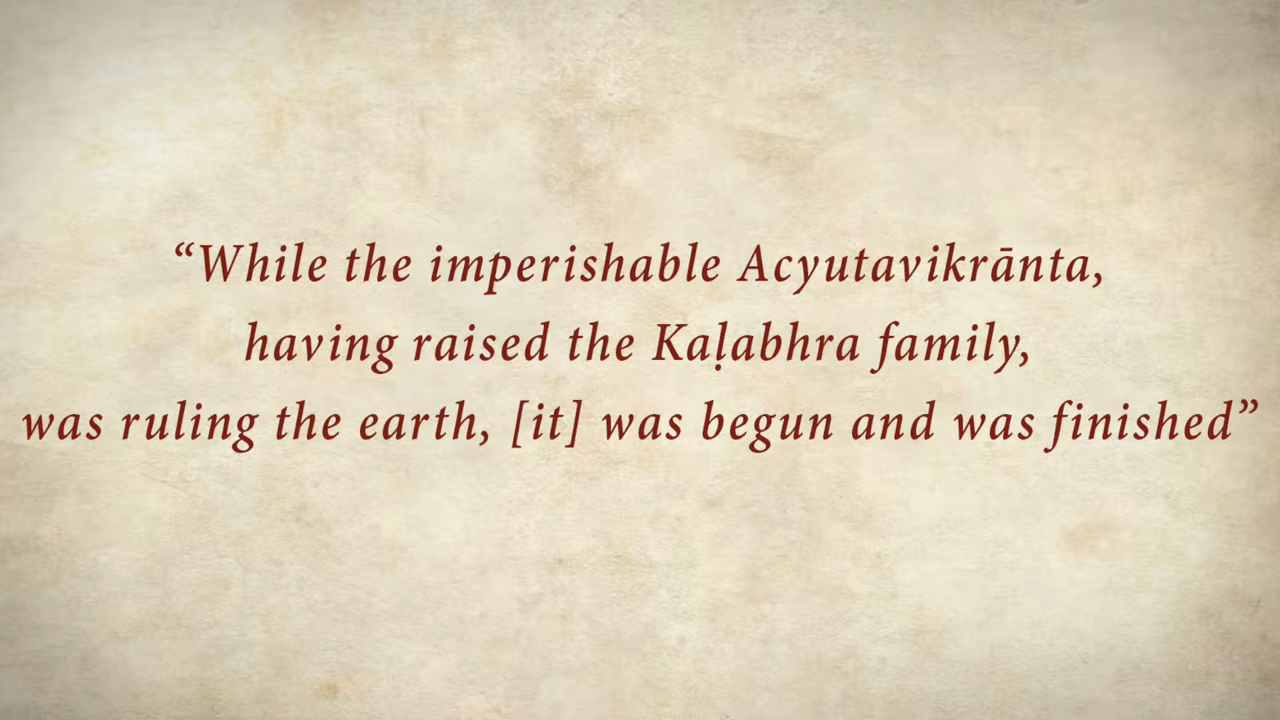 “While the imperishable Acyutavikrānta,
having raised the Kaḷabhra family,
was ruling the earth, [it] was begun and was finished”